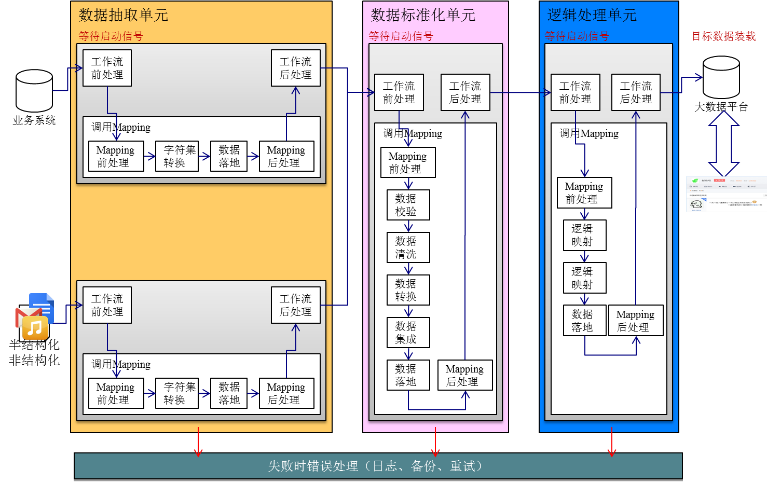 数据抽取单元
等待启动信号
工作流
前处理
工作流
后处理
调用Mapping
Mapping
前处理
字符集
转换
数据
落地
Mapping
后处理
业务系统
工作流
前处理
工作流
后处理
调用Mapping
Mapping
前处理
字符集
转换
数据
落地
Mapping
后处理
半结构化
非结构化
数据标准化单元
等待启动信号
工作流
前处理
工作流
后处理
调用Mapping
Mapping
前处理
数据
校验
数据
清洗
数据
转换
数据
集成
数据
落地
Mapping
后处理
逻辑处理单元
等待启动信号
工作流
前处理
工作流
后处理
调用Mapping
Mapping
前处理
逻辑
映射
逻辑
映射
数据
落地
Mapping
后处理
目标数据装载
大数据平台
失败时错误处理（日志、备份、重试）